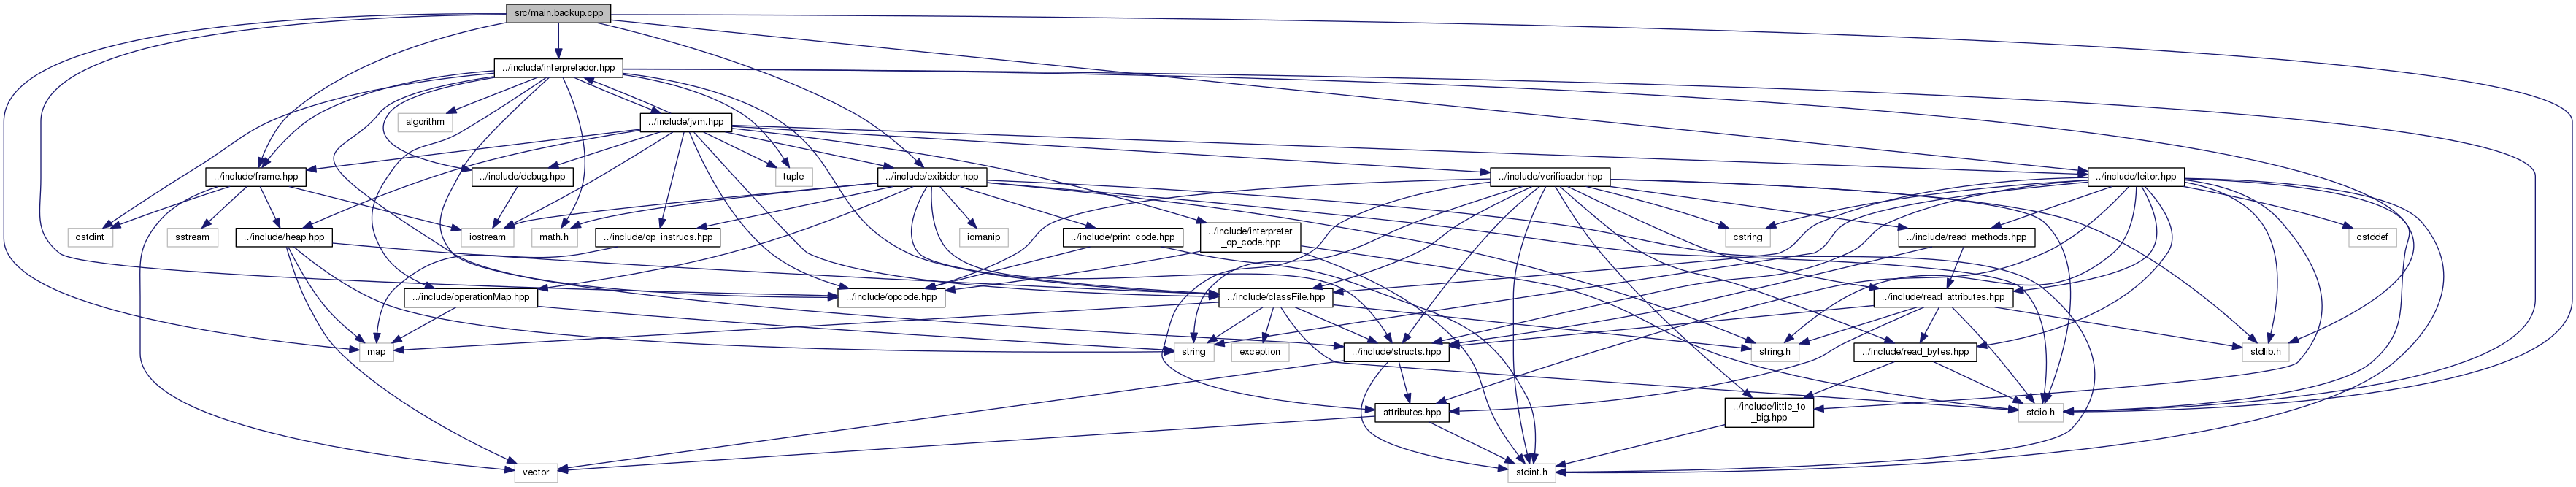 src/main.backup.cpp
../include/interpretador.hpp
algorithm
../include/jvm.hpp
../include/frame.hpp
../include/debug.hpp
tuple
../include/exibidor.hpp
../include/verificador.hpp
../include/leitor.hpp
cstdint
sstream
../include/heap.hpp
iostream
math.h
../include/op_instrucs.hpp
iomanip
../include/print_code.hpp
../include/interpreter
_op_code.hpp
cstring
../include/read_methods.hpp
cstddef
../include/operationMap.hpp
../include/opcode.hpp
../include/classFile.hpp
../include/read_attributes.hpp
map
string
exception
../include/structs.hpp
string.h
../include/read_bytes.hpp
stdlib.h
attributes.hpp
../include/little_to
_big.hpp
stdio.h
vector
stdint.h